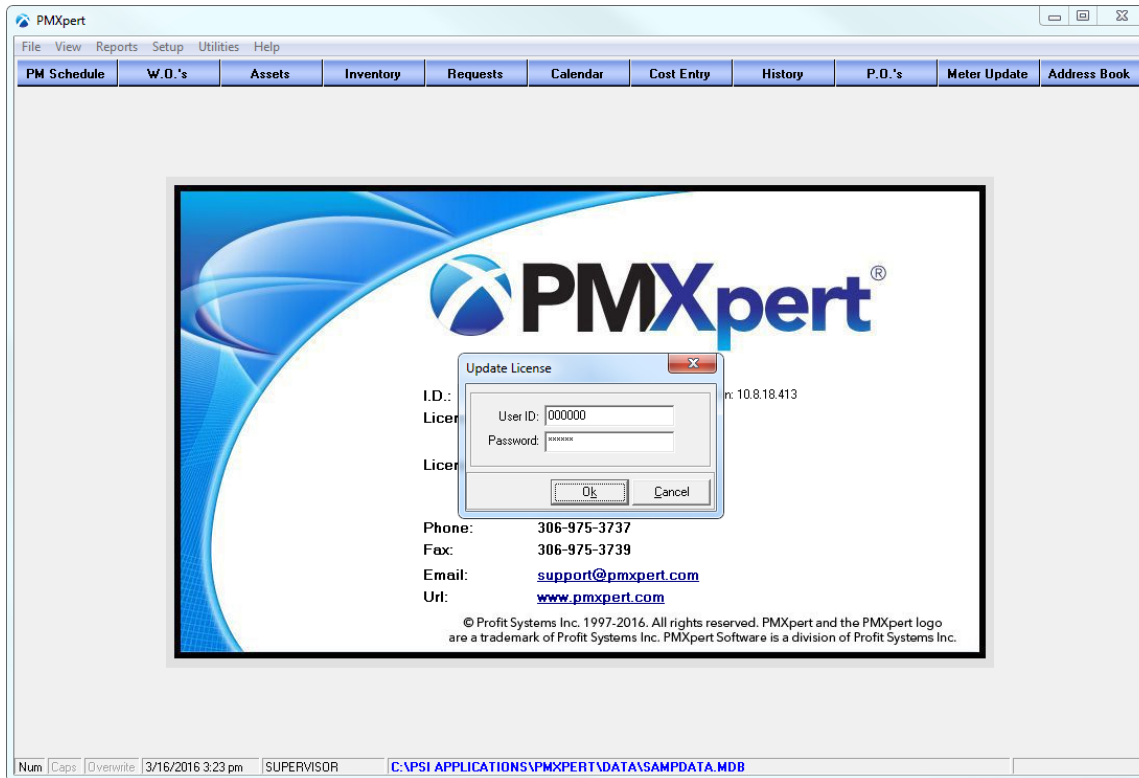 PMXpert
File View Reports Setup Utilities Help
PM Schedule W.O.'s Assets Inventory Requests Calendar Cost Entry History P.O.'s Meter Update Address Book
PMXpert®
Update License
I.D.: n: 10.8.18.413
User ID: 000000
Licen
Password: ******
Licen
Ok Cancel
Phone: 306-975-3737
Fax: 306-975-3739
Email: support@pmxpert.com
Url: www.pmxpert.com
© Profit Systems Inc. 1997-2016. All rights reserved. PMXpert and the PMXpert logo
are a trademark of Profit Systems Inc. PMXpert Software is a division of Profit Systems Inc.
Num Caps Overwrite 3/16/2016 3:23 pm SUPERVISOR C:\PSI APPLICATIONS\PMXPERT\DATA\SAMPDATA.MDB